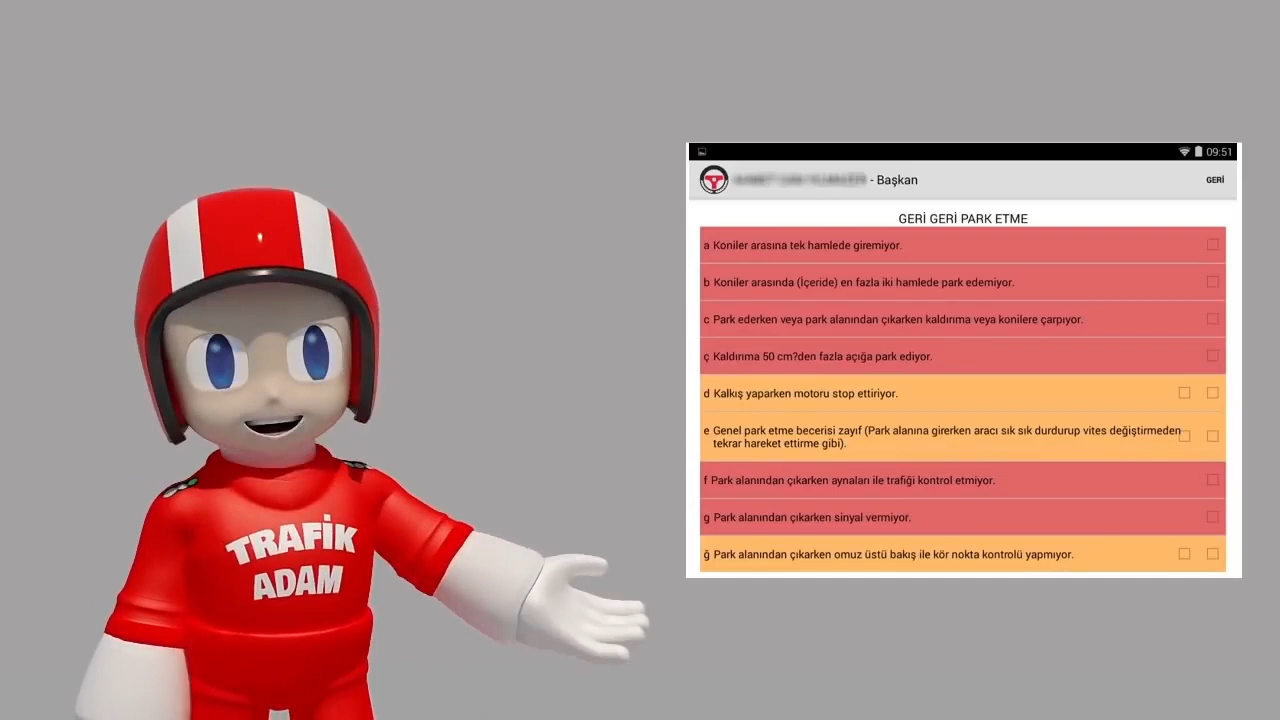 TRAFİK
ADAM
09:51
- Başkan
GERİ
GERİ GERİ PARK ETME
a Koniler arasına tek hamlede giremiyor.
b Koniler arasında (İçeride) en fazla iki hamlede park edemiyor.
c Park ederken veya park alanından çıkarken kaldırıma veya konilere çarpıyor.
ç Kaldırıma 50 cm?den fazla açığa park ediyor.
d Kalkış yaparken motoru stop ettiriyor.
e Genel park etme becerisi zayıf (Park alanına girerken aracı sık sık durdurup vites değiştirmeden
tekrar hareket ettirme gibi).
f Park alanından çıkarken aynaları ile trafiği kontrol etmiyor.
g Park alanından çıkarken sinyal vermiyor.
ğ Park alanından çıkarken omuz üstü bakış ile kör nokta kontrolü yapmıyor.